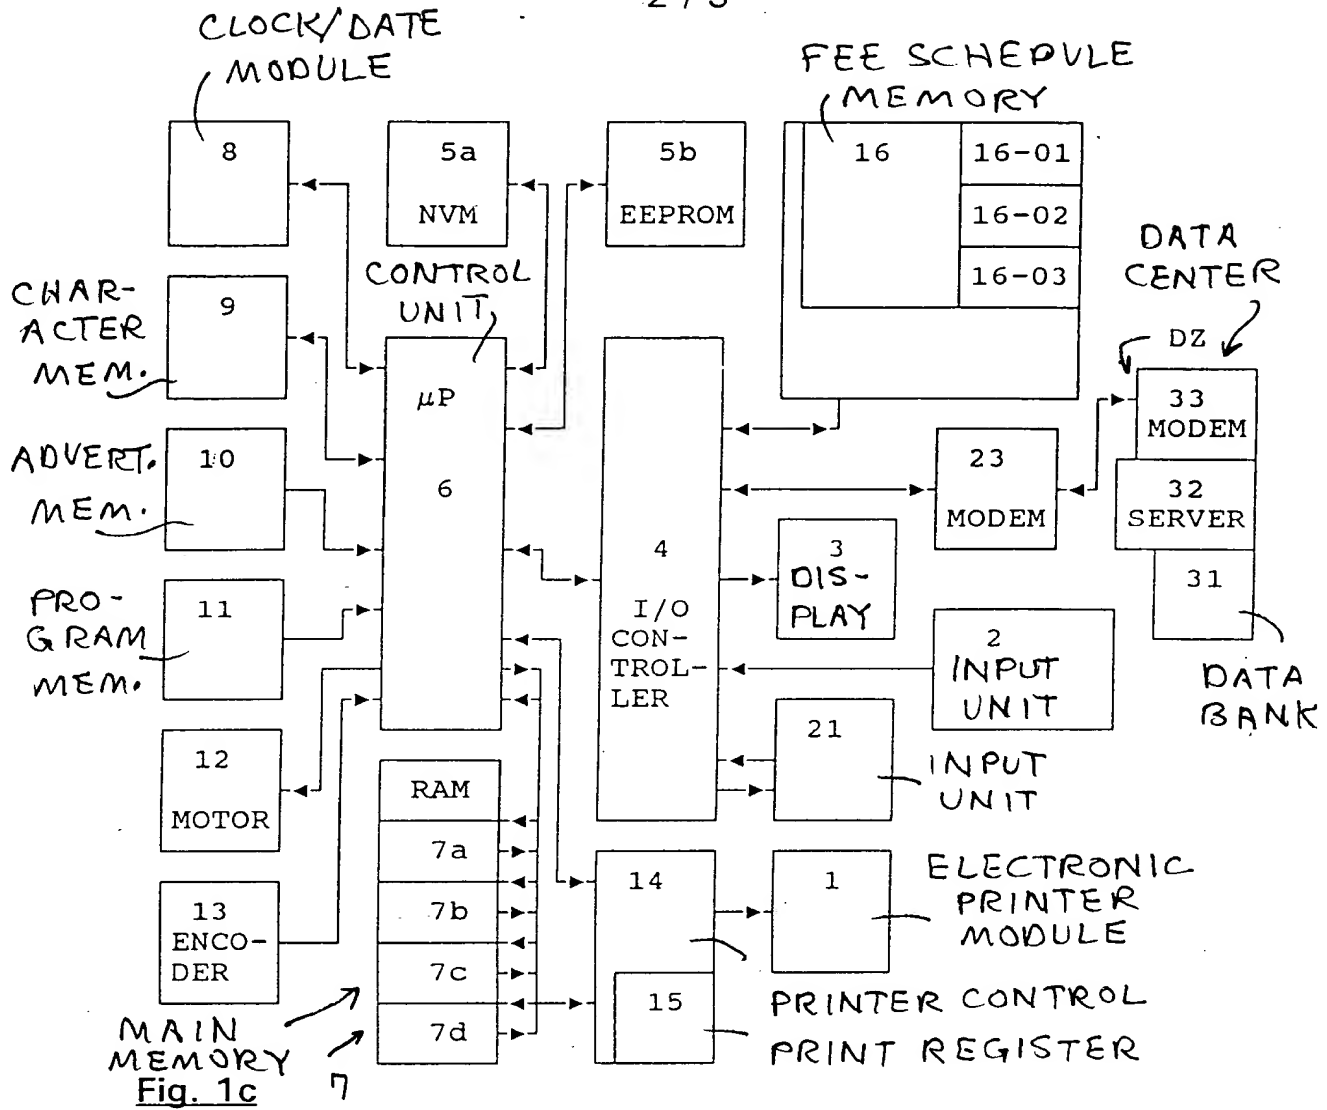 2/3
CLOCK/DATE
MODULE
FEE SCHEDULE
MEMORY
8
5a
NVM
5b
EEPROM
16
16-01
16-02
16-03
DATA
CENTER
DZ
CONTROL
UNIT
CHAR-
ACTER
MEM.
9
µP
6
33
MODEM
ADVERT.
MEM.
10
23
MODEM
32
SERVER
4
I/O
CON-
TROL-
LER
3
DIS-
PLAY
31
PRO-
GRAM
MEM.
11
2
INPUT
UNIT
DATA
BANK
12
MOTOR
21
INPUT
UNIT
RAM
7a
7b
7c
7d
13
ENCO-
DER
14
1
ELECTRONIC
PRINTER
MODULE
15
PRINTER CONTROL
PRINT REGISTER
MAIN
MEMORY
7
Fig. 1c